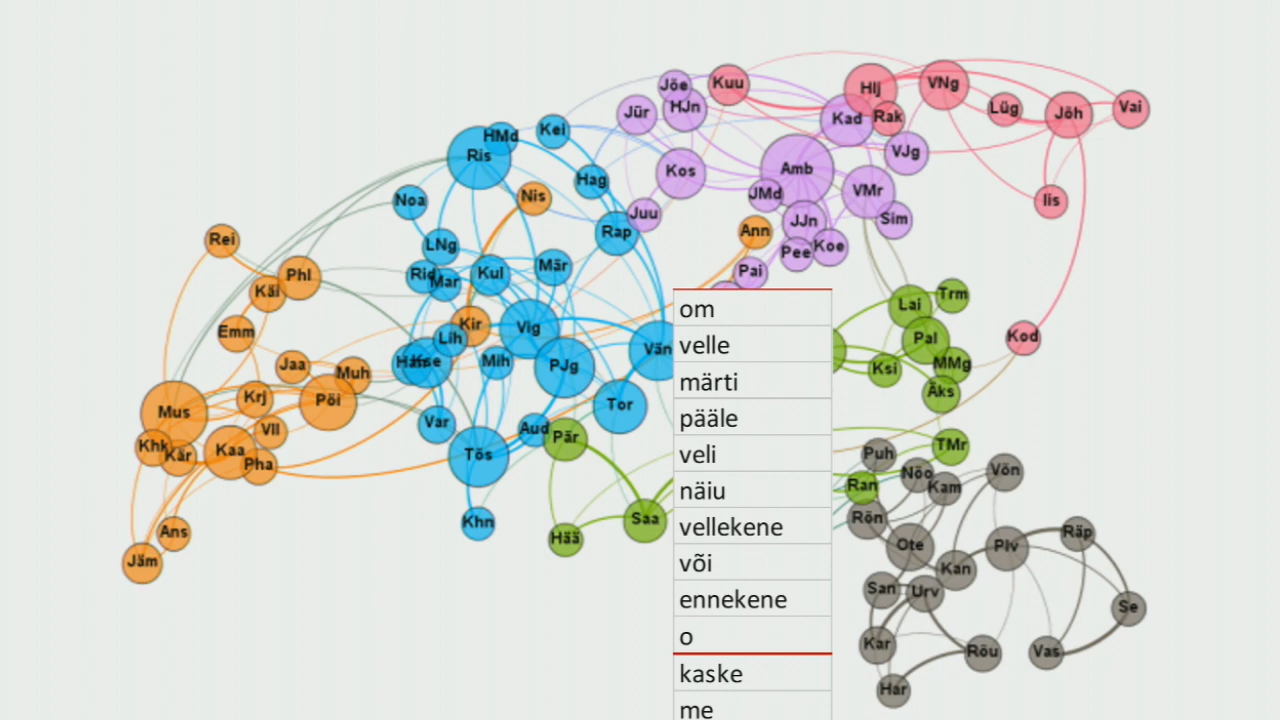 Jõe
Kuu
Hlj
VNg
HJn
Jür
Kad
Rak
Lüg
Jõh
Vai
HMd
Kei
Ris
VJg
Kos
Amb
Hag
JMd
VMr
Noa
Nis
Iis
Juu
JJn
Sim
Rei
Rap
Ann
LNg
Pee
Koe
Phl
Rid
Mar
Kul
Mär
Pai
Käi
Lai
Trm
om
Emm
Kir
Vig
Lih
Pal
Kod
velle
Kse
Mih
PJg
Vän
MMg
Jaa
Muh
Ksi
märti
Krj
Pöi
Äks
Mus
Tor
pääle
Var
Aud
Pär
VII
Khk
Kär
Kaa
Pha
Tõs
TMr
Puh
veli
Nõo
Kam
Võn
Ran
näiu
Khn
Saa
Rõn
vellekene
Ans
Hää
Ote
Plv
Räp
Jäm
või
Kan
San
Urv
ennekene
Se
o
Kar
Rõu
Vas
kaske
Har
me